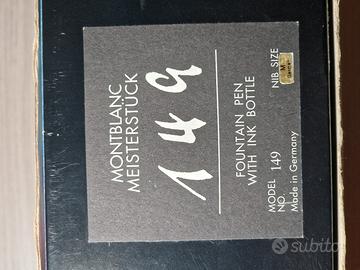 MONTBLANC
MEISTERSTÜCK
149
FOUNTAIN PEN
WITH INK BOTTLE
MODEL NO. 149
NIB SIZE M
Made in Germany
subito